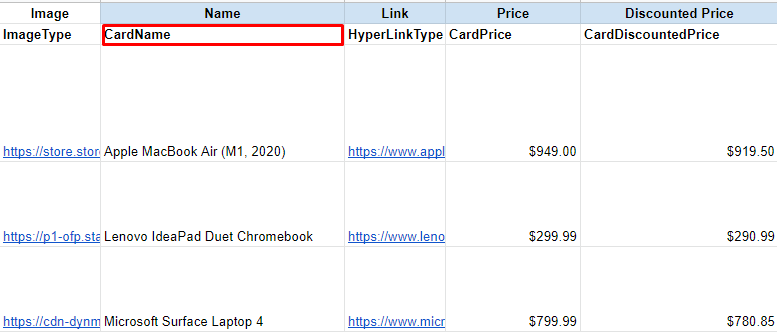 Image Name Link Price Discounted Price
ImageType CardName HyperLinkType CardPrice CardDiscountedPrice
https://store.store Apple MacBook Air (M1, 2020) https://www.appl $949.00 $919.50
https://p1-ofp.sta Lenovo IdeaPad Duet Chromebook https://www.leno $299.99 $290.99
https://cdn-dynm Microsoft Surface Laptop 4 https://www.micr $799.99 $780.85